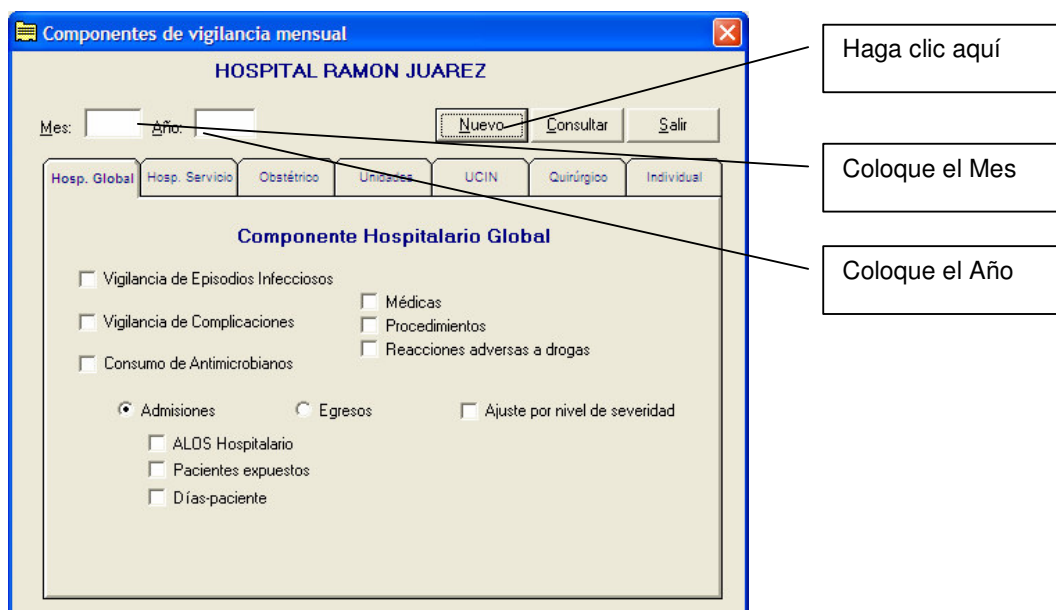 Componentes de vigilancia mensual
HOSPITAL RAMON JUAREZ
Mes: Año: Nuevo Consultar Salir
Hosp. Global Hosp. Servicio Obstétrico Unidades UCIN Quirúrgico Individual
Componente Hospitalario Global
Vigilancia de Episodios Infecciosos
Médicas
Vigilancia de Complicaciones
Procedimientos
Reacciones adversas a drogas
Consumo de Antimicrobianos
Admisiones Egresos Ajuste por nivel de severidad
ALOS Hospitalario
Pacientes expuestos
Días-paciente
Haga clic aquí
Coloque el Mes
Coloque el Año